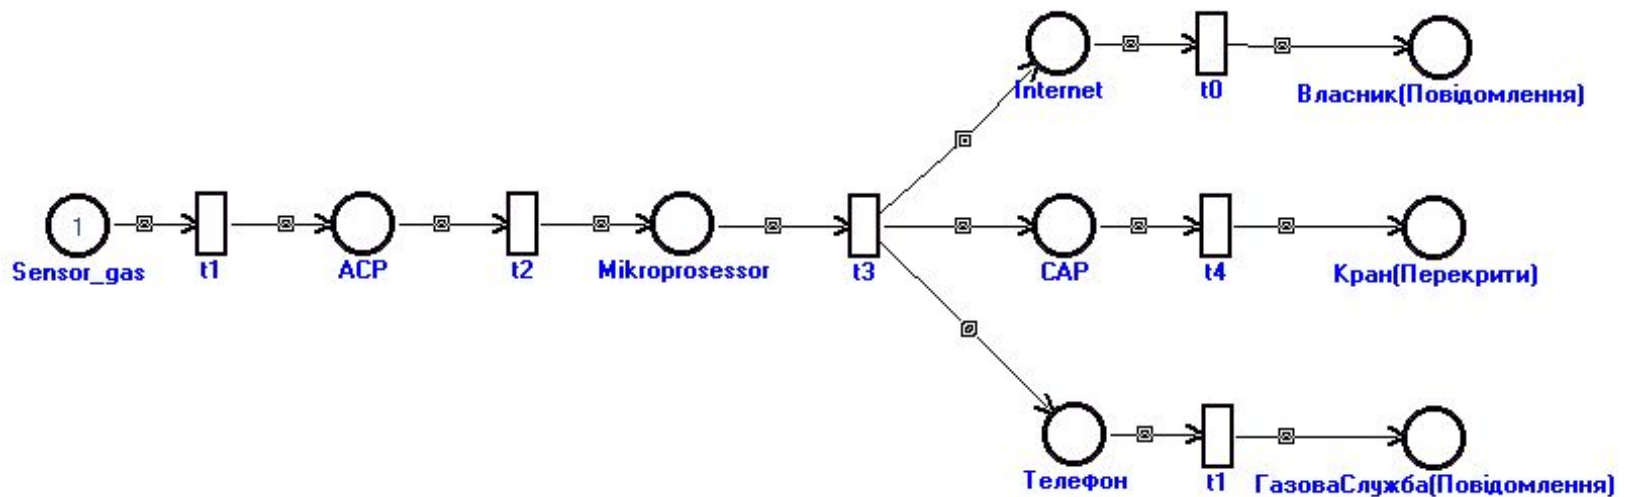 Internet
t0
Власник(Повідомлення)
1
Sensor_gas
t1
ACP
t2
Mikroprosessor
t3
CAP
t4
Кран(Перекрити)
Телефон
t1
ГазоваСлужба(Повідомлення)